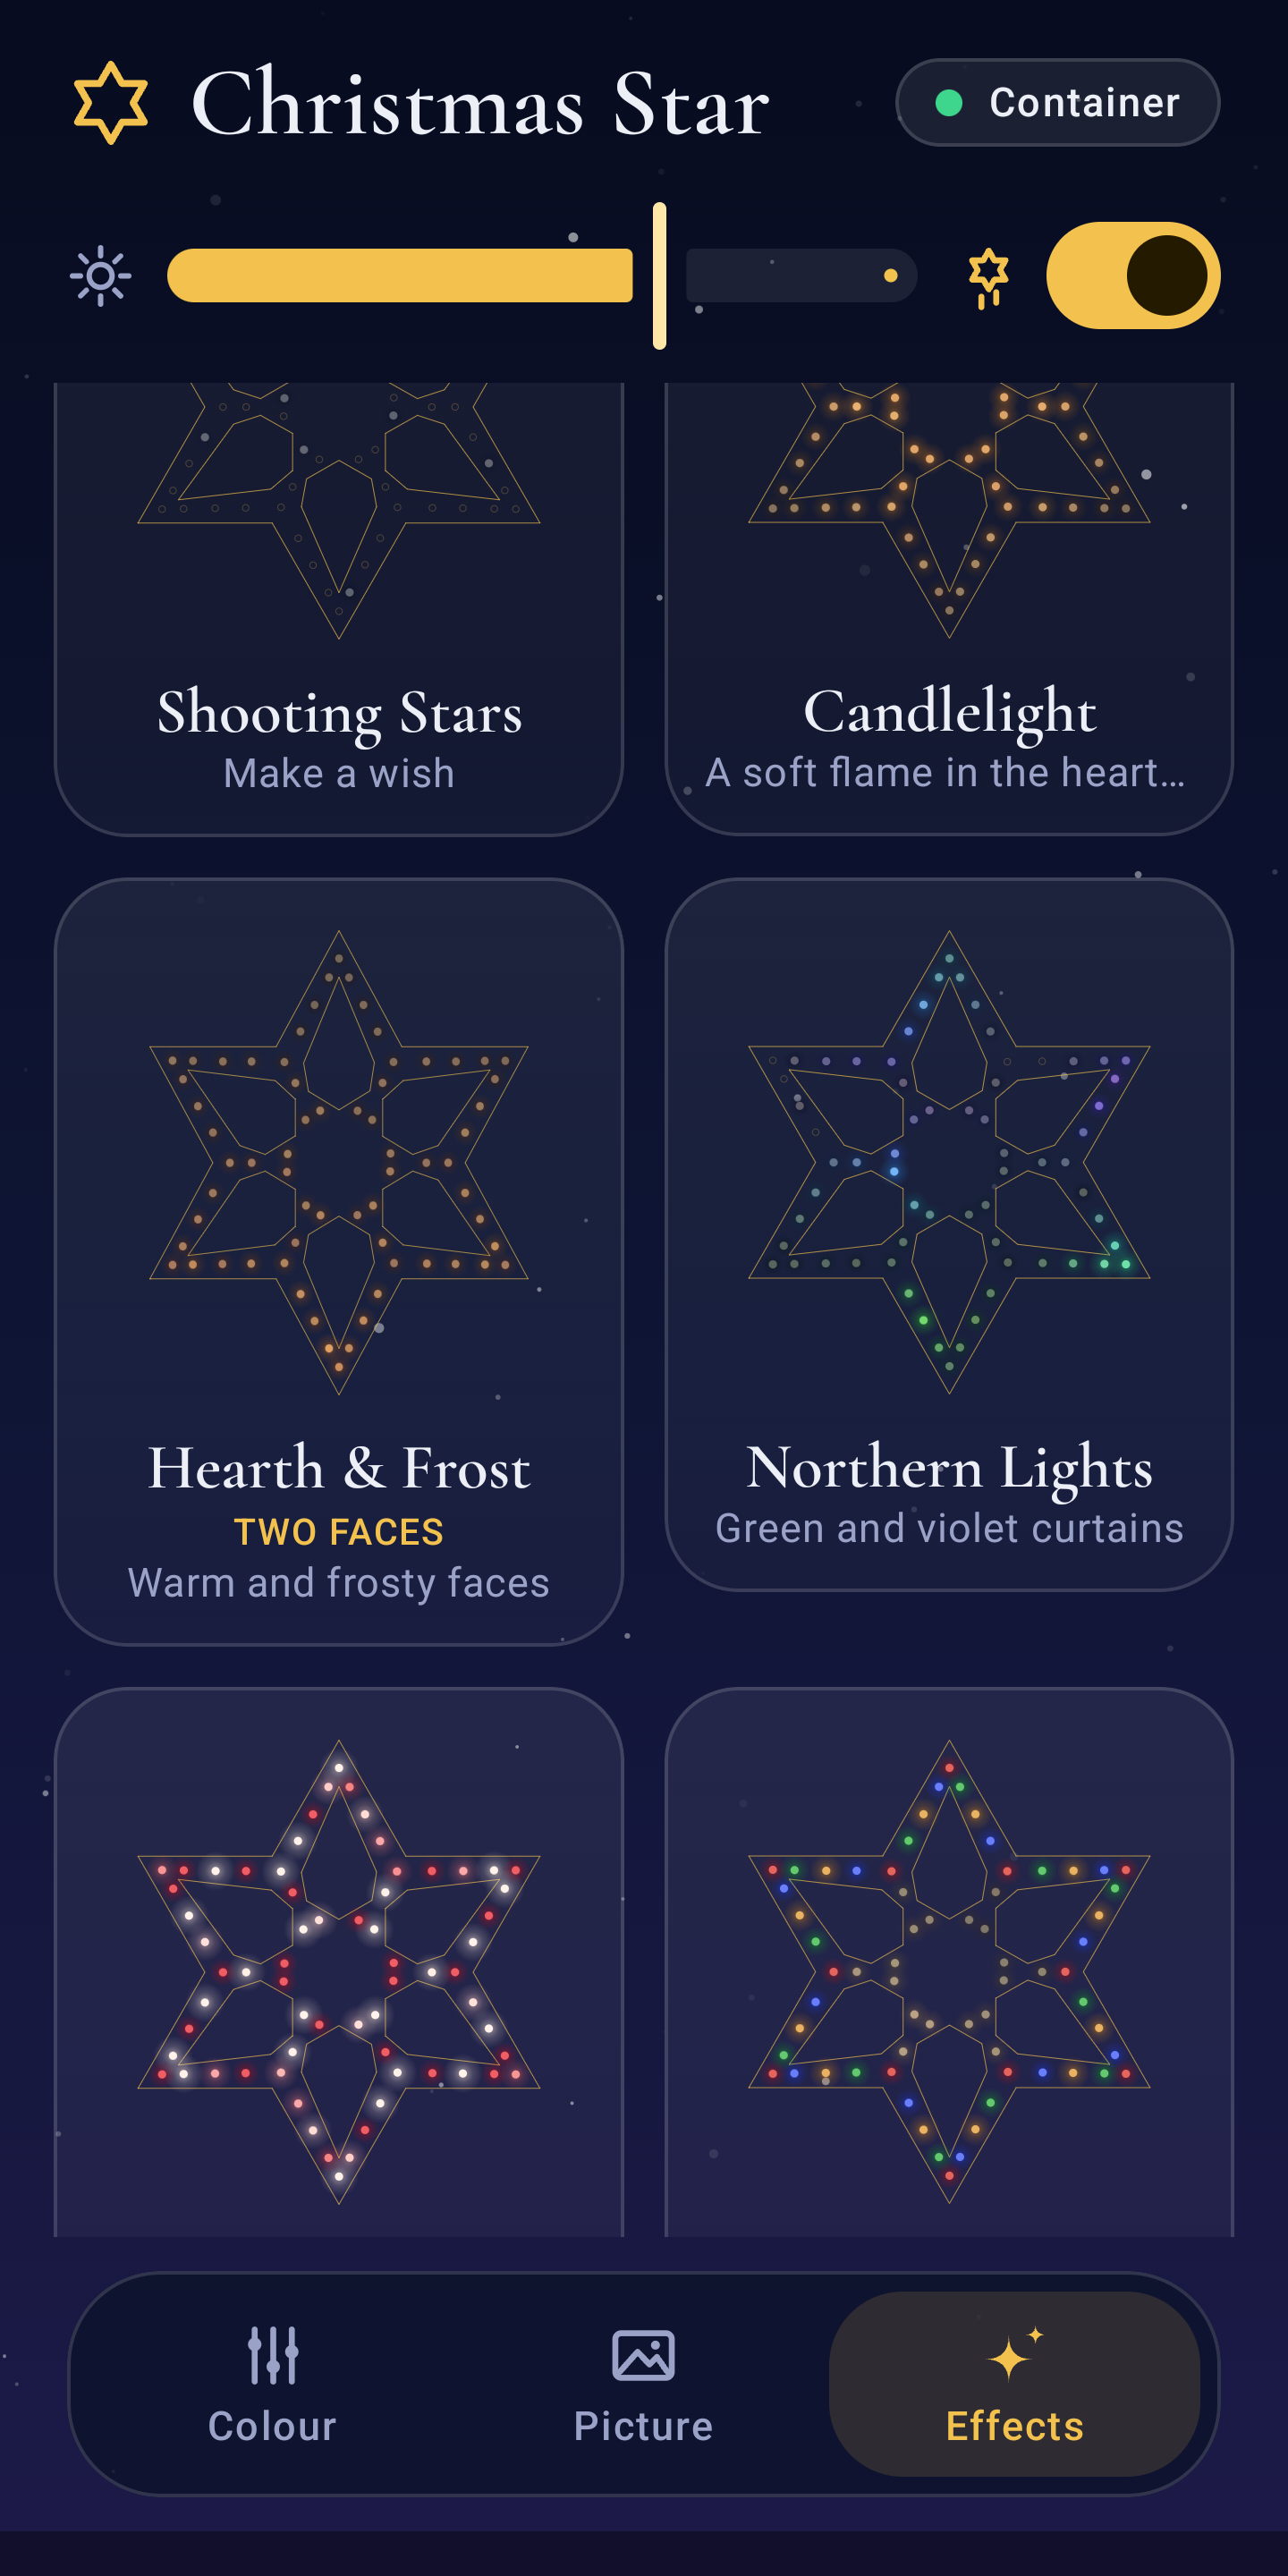 Christmas Star
Container
Shooting Stars
Make a wish
Candlelight
A soft flame in the heart…
Hearth & Frost
TWO FACES
Warm and frosty faces
Northern Lights
Green and violet curtains
Colour
Picture
Effects